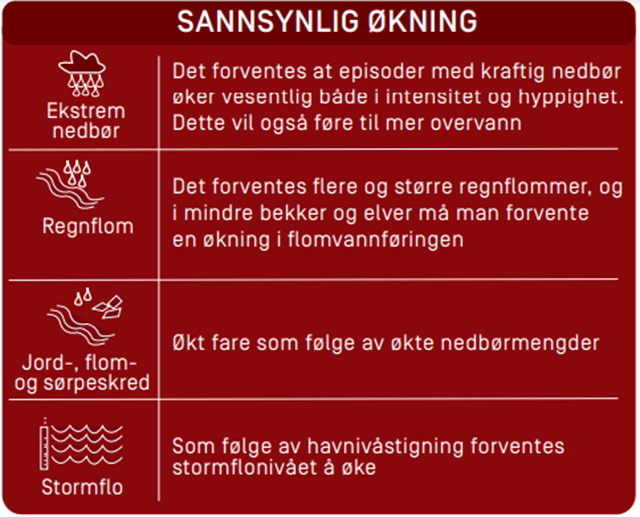 SANNSYNLIG ØKNING
Ekstrem
nedbør
Det forventes at episoder med kraftig nedbør
øker vesentlig både i intensitet og hyppighet.
Dette vil også føre til mer overvann
Regnflom
Det forventes flere og større regnflommer, og
i mindre bekker og elver må man forvente
en økning i flomvannføringen
Jord-, flom-
og sørpeskred
Økt fare som følge av økte nedbørmengder
Stormflo
Som følge av havnivåstigning forventes
stormflonivået å øke